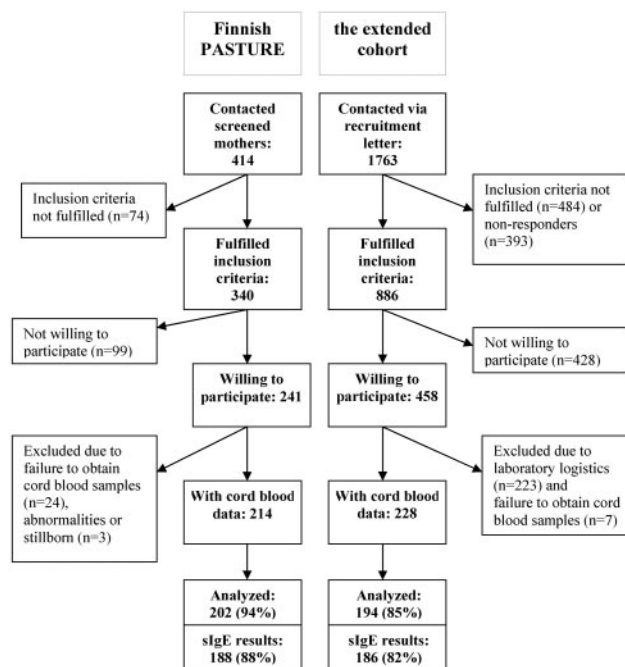 Finnish
PASTURE
the extended
cohort
Contacted
screened
mothers:
414
Contacted via
recruitment
letter:
1763
Inclusion criteria
not fulfilled (n=74)
Inclusion criteria not
fulfilled (n=484) or
non-responders
(n=393)
Fulfilled
inclusion
criteria:
340
Fulfilled
inclusion
criteria:
886
Not willing to
participate (n=99)
Not willing to
participate (n=428)
Willing to
participate: 241
Willing to
participate: 458
Excluded due to
failure to obtain
cord blood samples
(n=24),
abnormalities or
stillborn (n=3)
Excluded due to
laboratory logistics
(n=223) and
failure to obtain cord
blood samples (n=7)
With cord blood
data: 214
With cord blood
data: 228
Analyzed:
202 (94%)
Analyzed:
194 (85%)
sIgE results:
188 (88%)
sIgE results:
186 (82%)